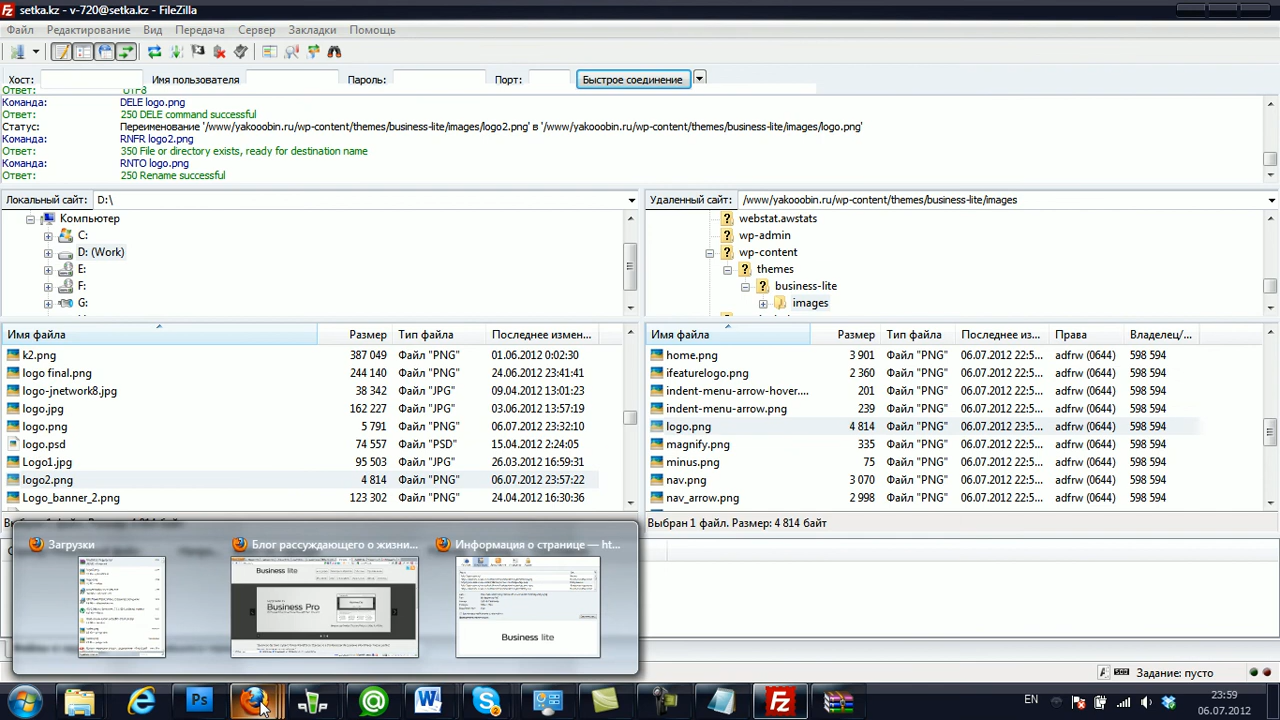 setka.kz - v-720@setka.kz - FileZilla
Файл Редактирование Вид Передача Сервер Закладки Помощь
Хост: Имя пользователя Пароль: Порт: Быстрое соединение
Ответ: UTF8
Команда: DELE logo.png
Ответ: 250 DELE command successful
Статус: Переименование '/www/yakooobin.ru/wp-content/themes/business-lite/images/logo2.png' в '/www/yakooobin.ru/wp-content/themes/business-lite/images/logo.png'
Команда: RNFR logo2.png
Ответ: 350 File or directory exists, ready for destination name
Команда: RNTO logo.png
Ответ: 250 Rename successful
Локальный сайт: D:\
Компьютер
C:
D: (Work)
E:
F:
G:
Удаленный сайт: /www/yakooobin.ru/wp-content/themes/business-lite/images
webstat.awstats
wp-admin
wp-content
themes
business-lite
images
Имя файла Размер Тип файла Последнее измен...
k2.png 387 049 Файл "PNG" 01.06.2012 0:02:30
logo final.png 244 140 Файл "PNG" 24.06.2012 23:41:41
logo-jnetwork8.jpg 38 342 Файл "JPG" 09.04.2012 13:01:23
logo.jpg 162 227 Файл "JPG" 03.06.2012 13:57:19
logo.png 5 791 Файл "PNG" 06.07.2012 23:32:10
logo.psd 74 557 Файл "PSD" 15.04.2012 2:24:05
Logo1.jpg 95 503 Файл "JPG" 26.03.2012 16:59:31
logo2.png 4 814 Файл "PNG" 06.07.2012 23:57:22
Logo_banner_2.png 123 302 Файл "PNG" 24.04.2012 16:30:36
Имя файла Размер Тип файла Последнее из... Права Владелец/...
home.png 3 901 Файл "PNG" 06.07.2012 22:5... adfrw (0644) 598 594
ifeaturelogo.png 2 360 Файл "PNG" 06.07.2012 22:5... adfrw (0644) 598 594
indent-menu-arrow-hover.... 201 Файл "PNG" 06.07.2012 22:5... adfrw (0644) 598 594
indent-menu-arrow.png 239 Файл "PNG" 06.07.2012 22:5... adfrw (0644) 598 594
logo.png 4 814 Файл "PNG" 06.07.2012 22:5... adfrw (0644) 598 594
magnify.png 335 Файл "PNG" 06.07.2012 22:5... adfrw (0644) 598 594
minus.png 75 Файл "PNG" 06.07.2012 22:5... adfrw (0644) 598 594
nav.png 3 070 Файл "PNG" 06.07.2012 22:5... adfrw (0644) 598 594
nav_arrow.png 2 998 Файл "PNG" 06.07.2012 22:5... adfrw (0644) 598 594
Выбран 1 файл. Размер: 4 814 байт
Выбран 1 файл. Размер: 4 814 байт
Загрузки
Блог рассуждающего о жизни...
Информация о странице — ht...
Business lite
Business Pro
Business lite
Задание: пусто
EN
23:59
06.07.2012